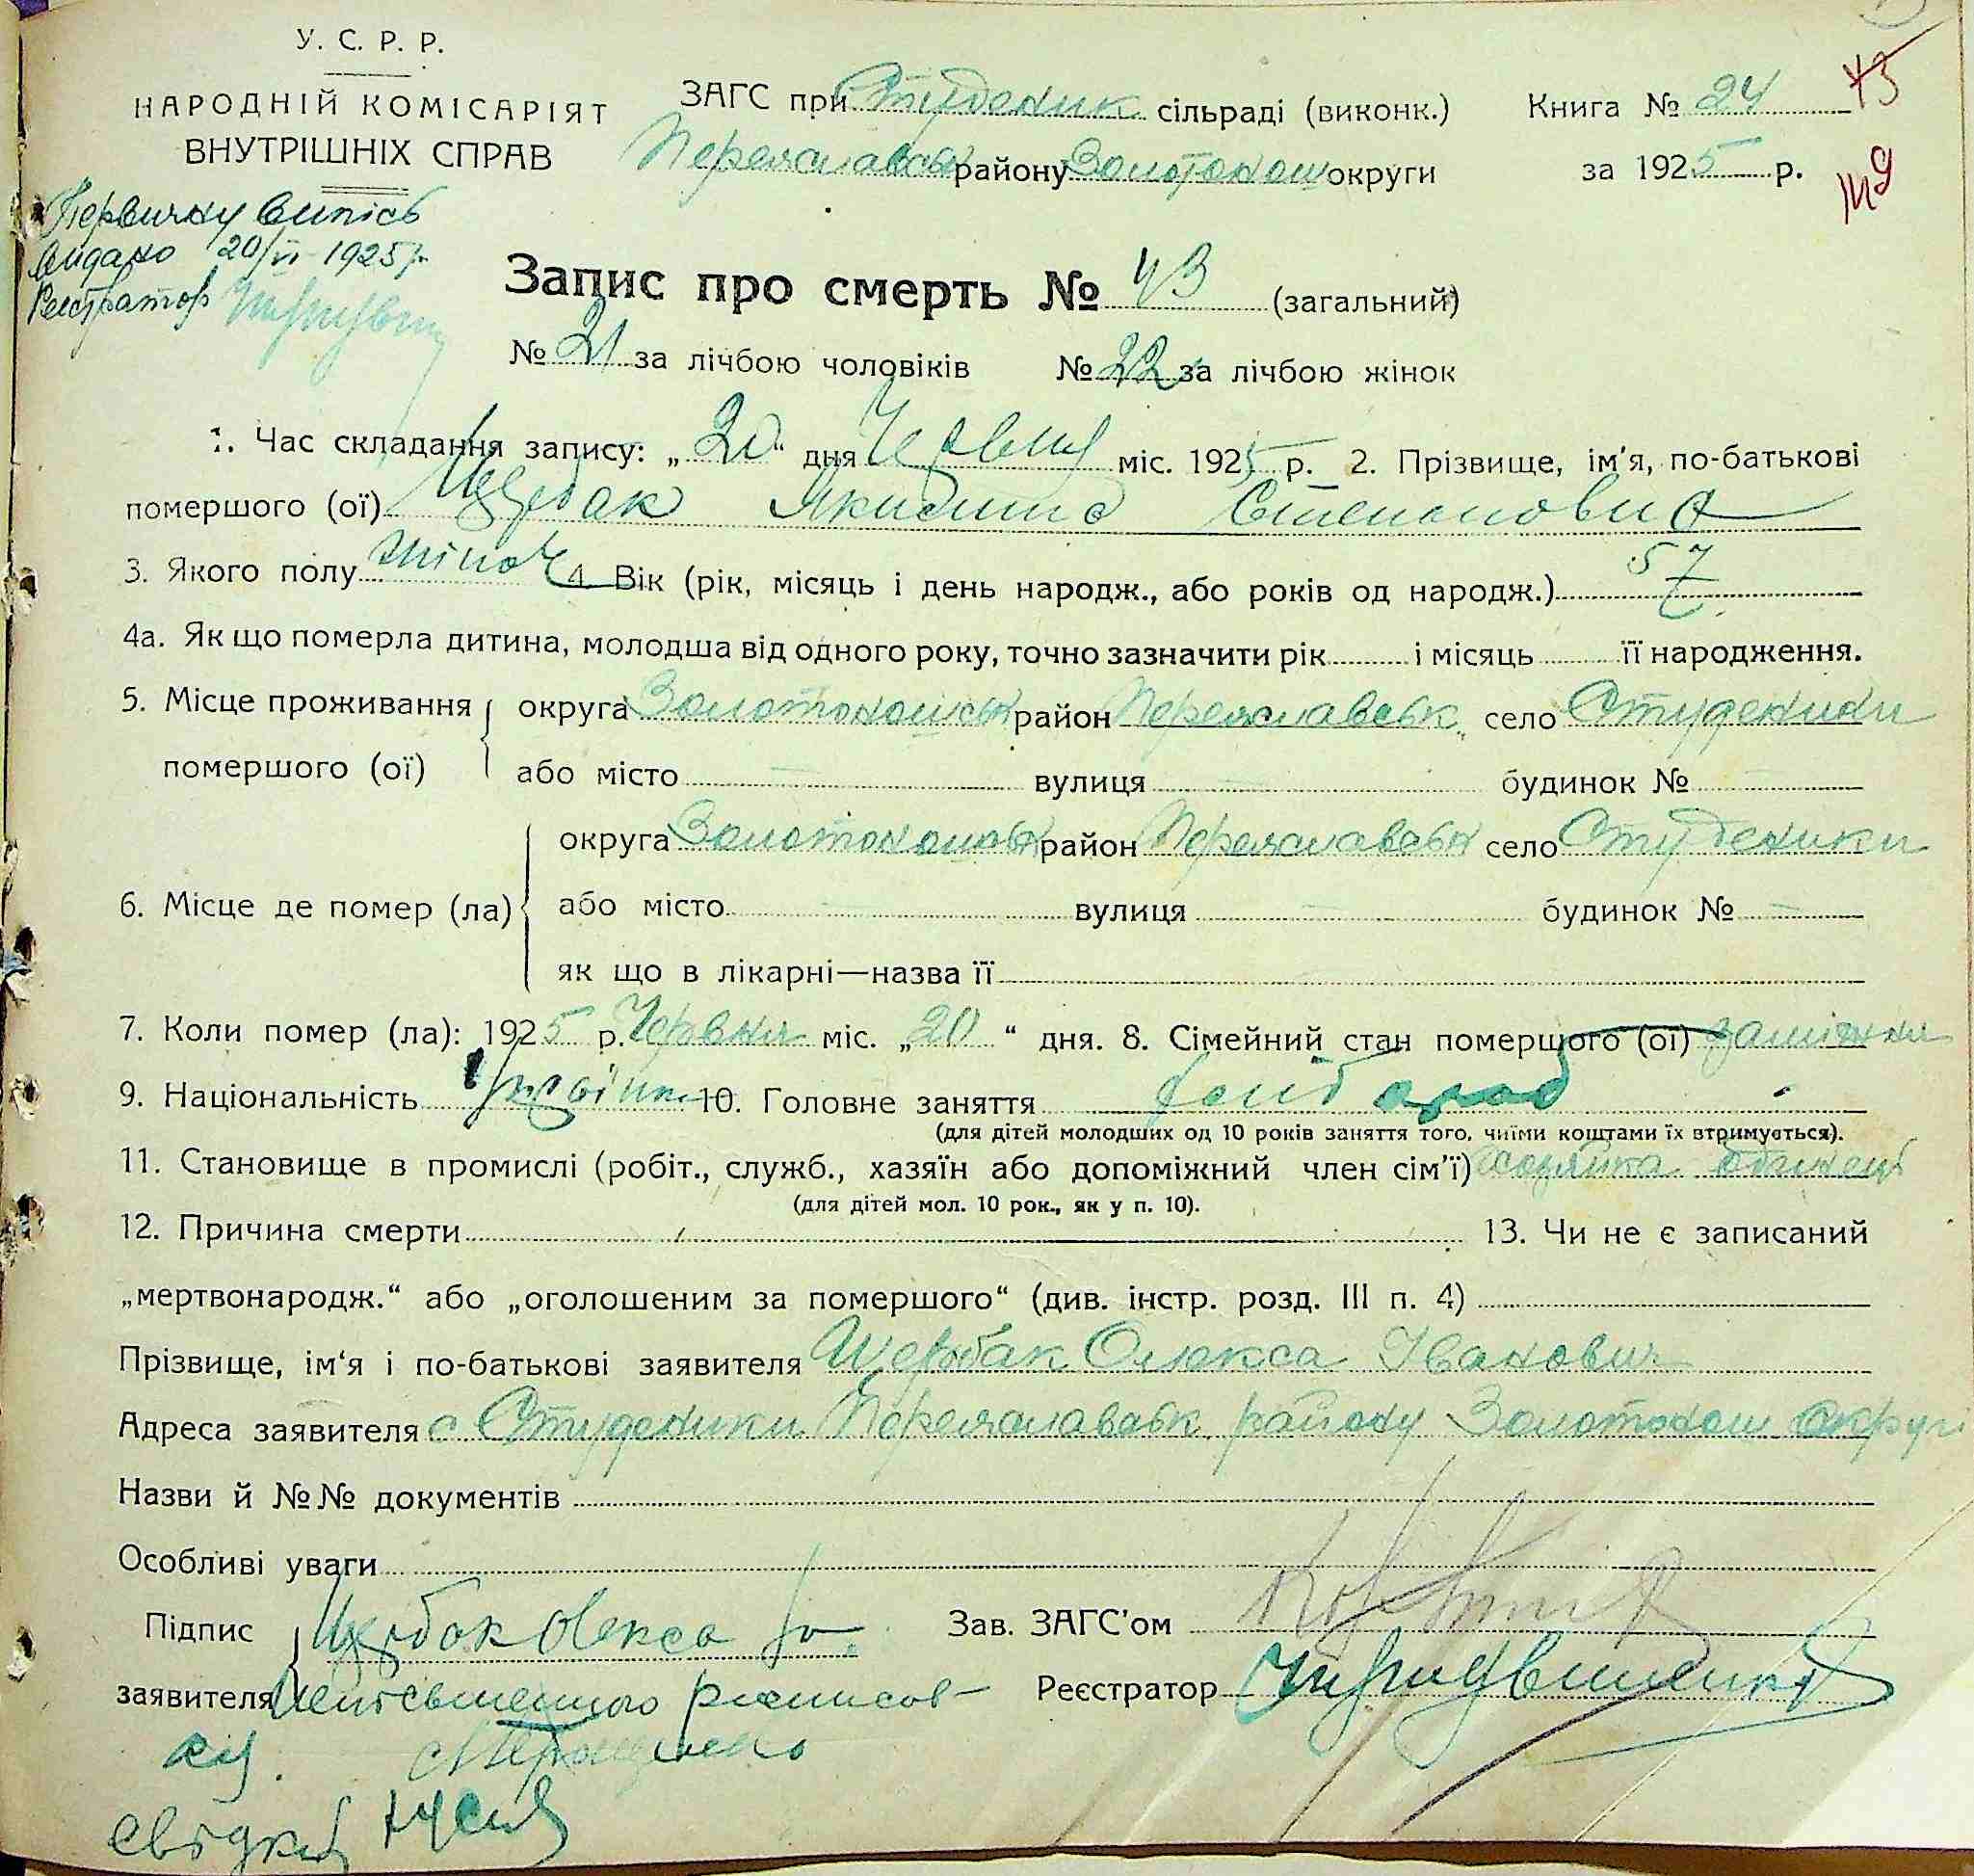 У. С. Р. Р.
НАРОДНІЙ КОМІСАРІЯТ
ВНУТРІШНІХ СПРАВ
ЗАГС при Студеник сільраді (виконк.)
Переяславськ району Золотонош округи
Книга № 24
за 1925 р.
Первичну випись
видано 20/VI 1925 р.
Реєстратор
Запис про смерть № 43 (загальний)
№ 21 за лічбою чоловіків № 22 за лічбою жінок
1. Час складання запису: „20“ дня Червня міс. 1925 р. 2. Прізвище, ім'я, по-батькові
помершого (ої) Щербак Степановна
3. Якого полу жіноч 4. Вік (рік, місяць і день народж., або років од народж.) 57
4а. Як що померла дитина, молодша від одного року, точно зазначити рік і місяць її народження.
5. Місце проживання помершого (ої) округа Золотоношськ район Переяславськ село Студеники
або місто — вулиця — будинок № —
6. Місце де помер (ла) округа Золотоношськ район Переяславськ село Студеники
або місто — вулиця — будинок № —
як що в лікарні—назва її
7. Коли помер (ла): 1925 р. Червня міс. „20“ дня. 8. Сімейний стан помершого (ої) заміжня
9. Національність 10. Головне заняття
(для дітей молодших од 10 років заняття того, чиїми коштами їх втримується).
11. Становище в промислі (робіт., служб., хазяїн або допоміжний член сім'ї)
(для дітей мол. 10 рок., як у п. 10).
12. Причина смерти 13. Чи не є записаний
„мертвонародж.“ або „оголошеним за помершого“ (див. інстр. розд. III п. 4)
Прізвище, ім'я і по-батькові заявителя Щербак Олекса Іванович
Адреса заявителя с Студеники Переяславськ. району Золотонош округі
Назви й №№ документів
Особливі уваги
Підпис Щербак Олекса Зав. ЗАГС'ом
заявителя Реєстратор
свідки